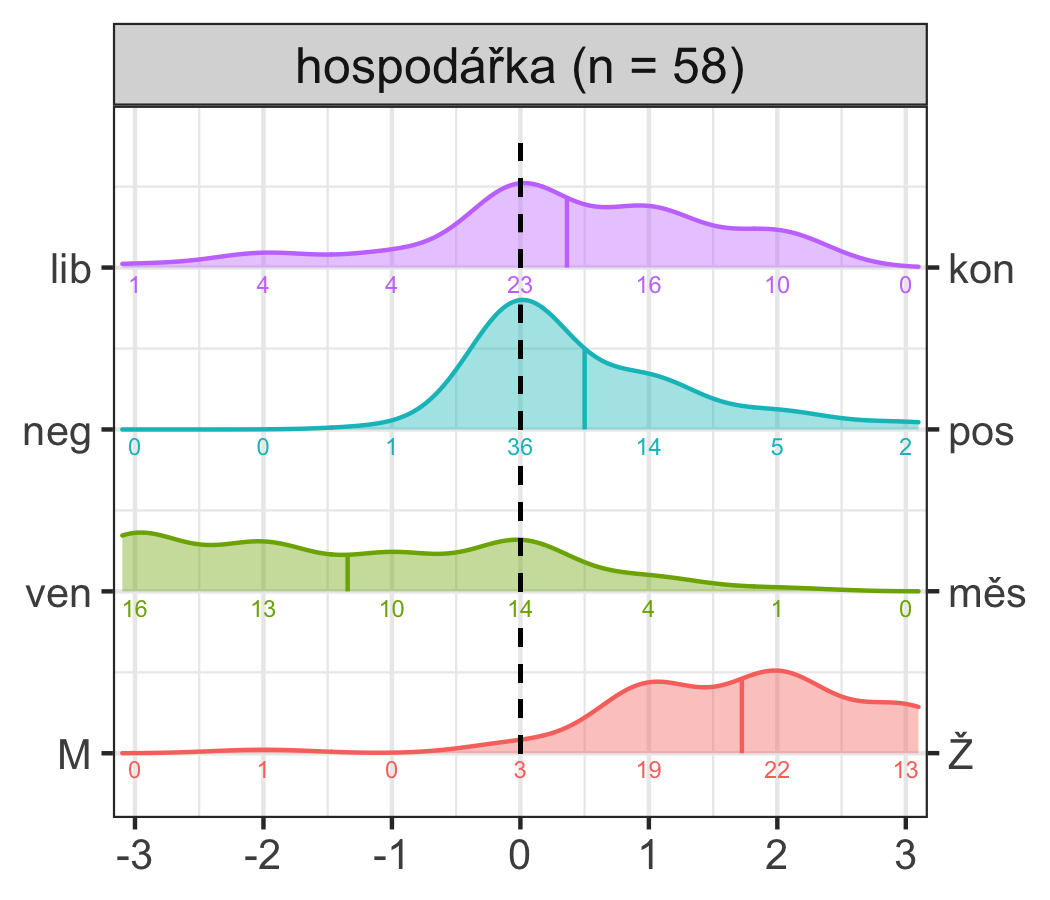 hospodářka (n = 58)
lib kon
1 4 4 23 16 10 0
neg pos
0 0 1 36 14 5 2
ven měs
16 13 10 14 4 1 0
M Ž
0 1 0 3 19 22 13
-3 -2 -1 0 1 2 3